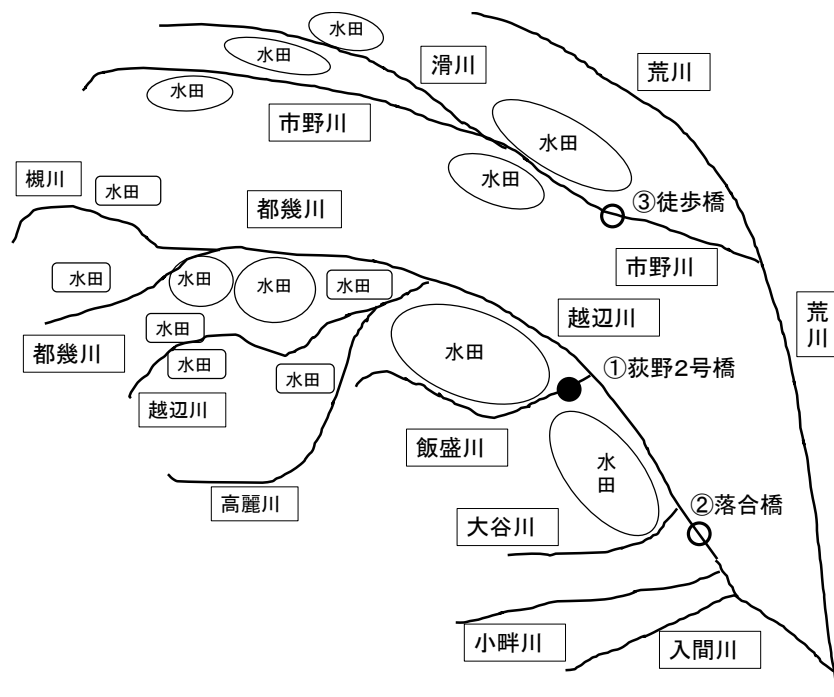 水田
水田
滑川
荒川
水田
市野川
水田
水田
槻川
水田
都幾川
③徒歩橋
水田
水田
水田
水田
市野川
越辺川
荒川
都幾川
水田
水田
水田
水田
①荻野2号橋
越辺川
飯盛川
水田
高麗川
大谷川
②落合橋
小畔川
入間川